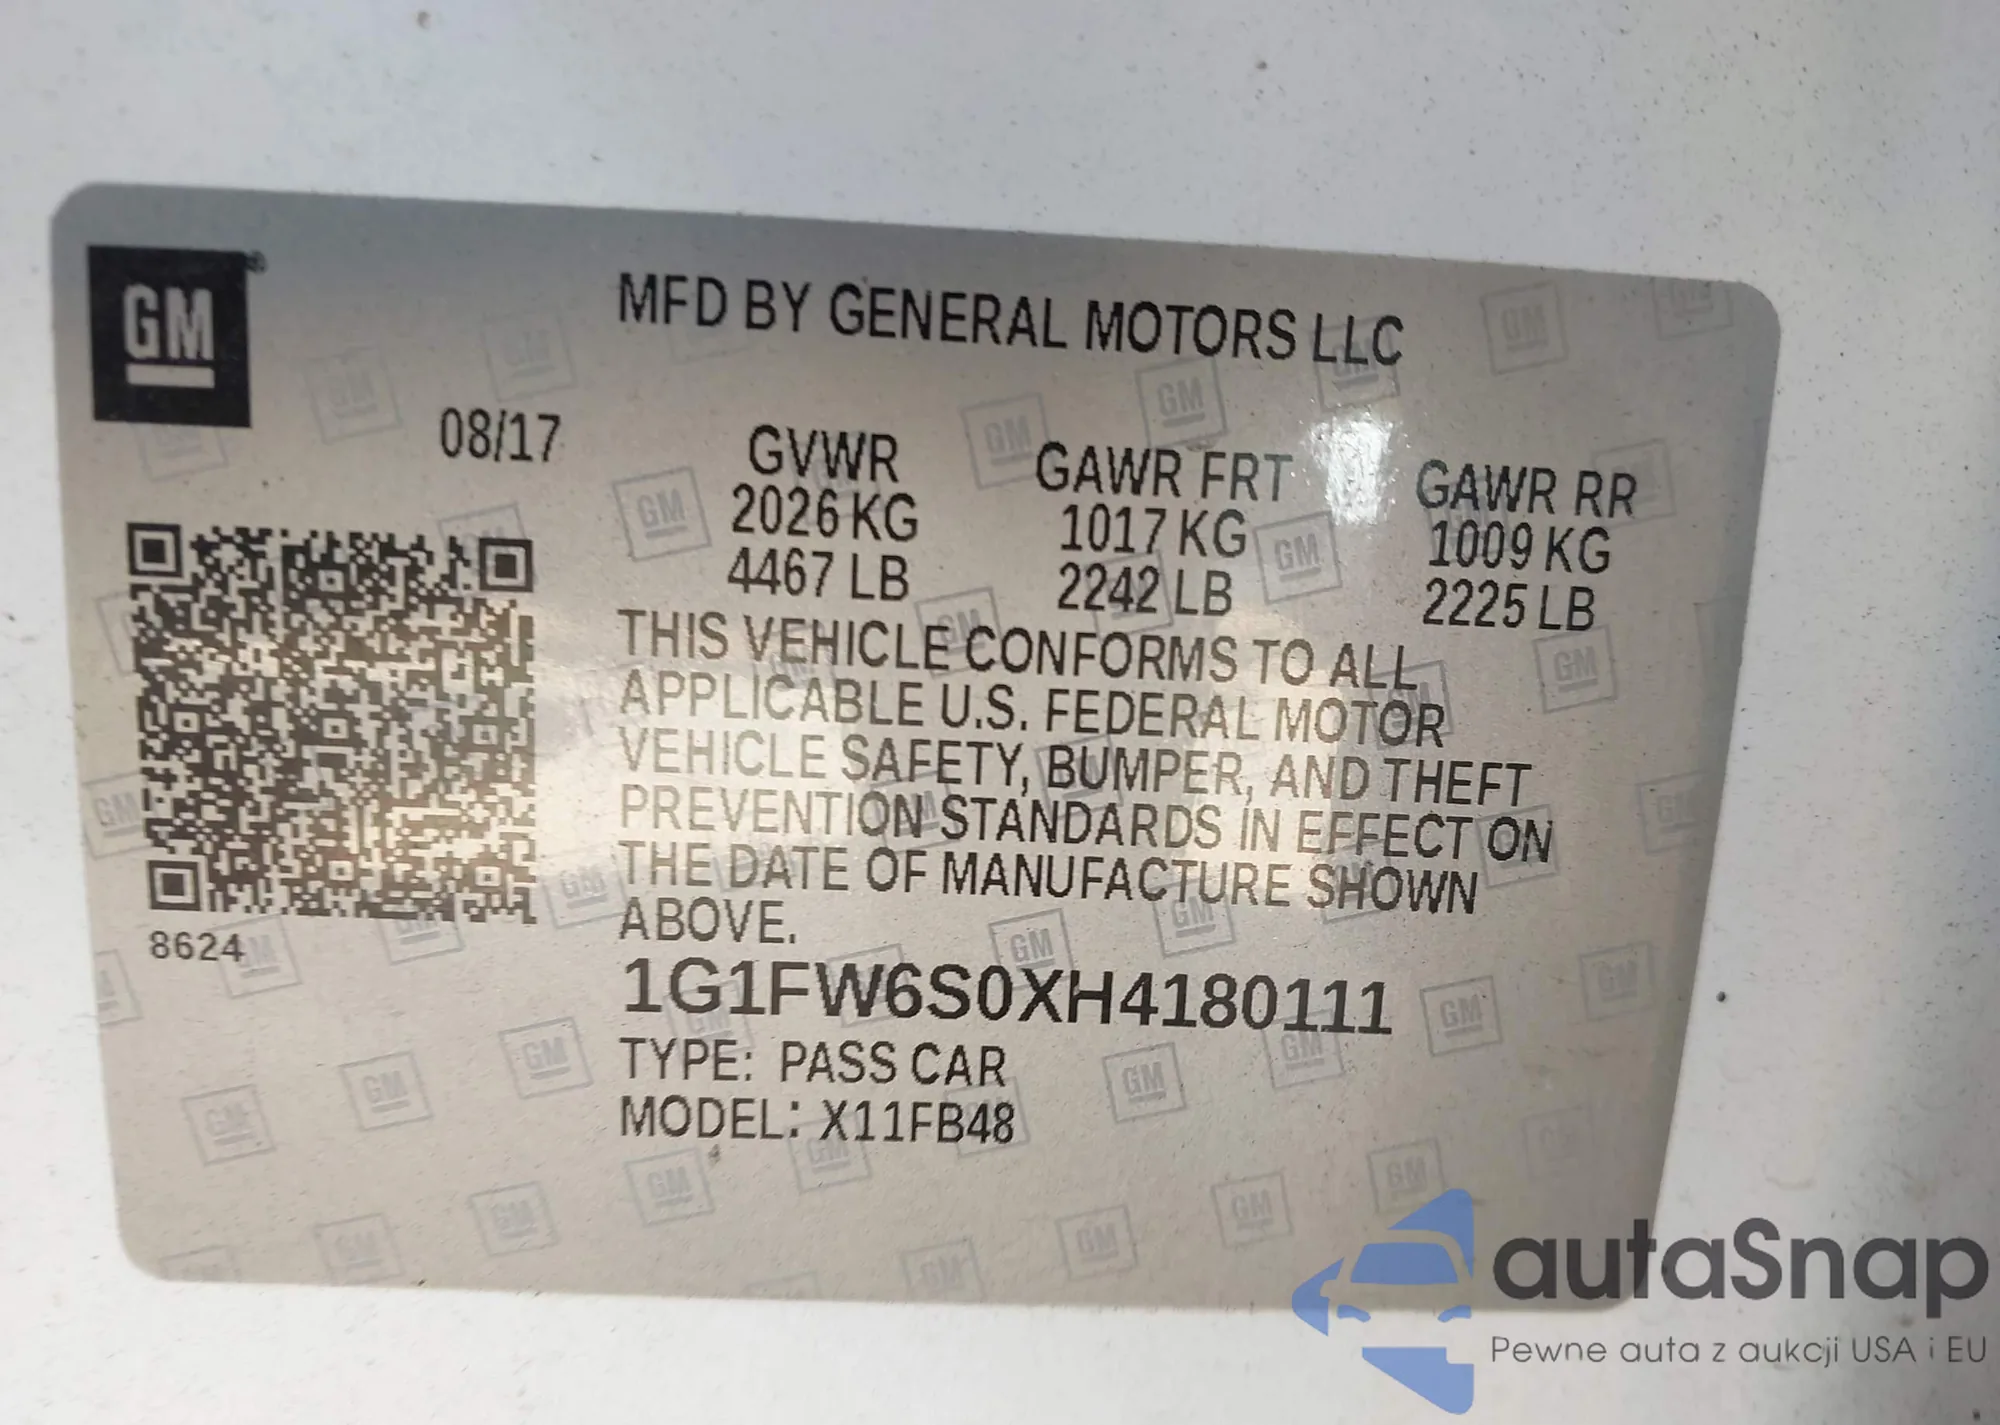 GM
MFD BY GENERAL MOTORS LLC
08/17
GVWR GAWR FRT GAWR RR
2026 KG 1017 KG 1009 KG
4467 LB 2242 LB 2225 LB
THIS VEHICLE CONFORMS TO ALL
APPLICABLE U.S. FEDERAL MOTOR
VEHICLE SAFETY, BUMPER, AND THEFT
PREVENTION STANDARDS IN EFFECT ON
THE DATE OF MANUFACTURE SHOWN
ABOVE.
8624
1G1FW6S0XH4180111
TYPE: PASS CAR
MODEL: X11FB48
autaSnap
Pewne auta z aukcji USA i EU